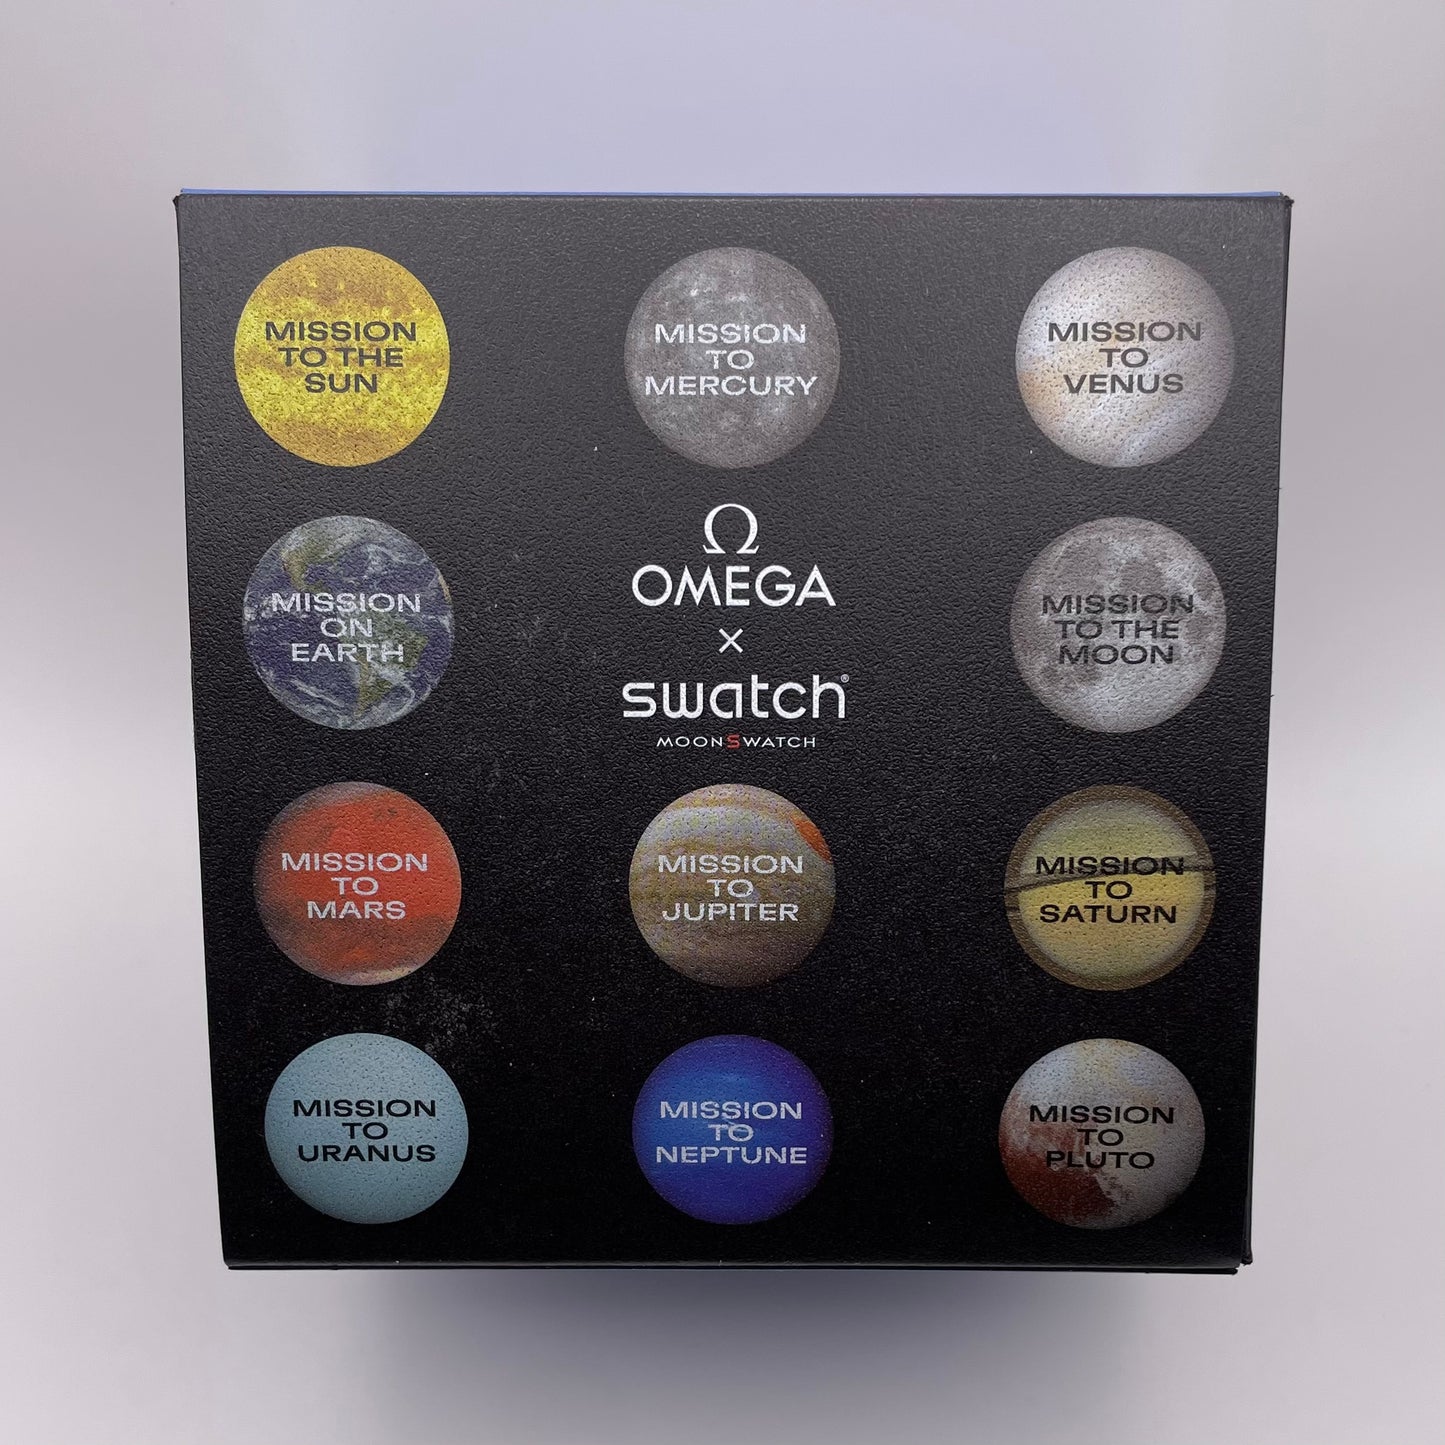 MISSION
TO THE
SUN
MISSION
TO
MERCURY
MISSION
TO
VENUS
Ω
OMEGA
×
swatch®
MOONSWATCH
MISSION
ON
EARTH
MISSION
TO THE
MOON
MISSION
TO
MARS
MISSION
TO
JUPITER
MISSION
TO
SATURN
MISSION
TO
URANUS
MISSION
TO
NEPTUNE
MISSION
TO
PLUTO